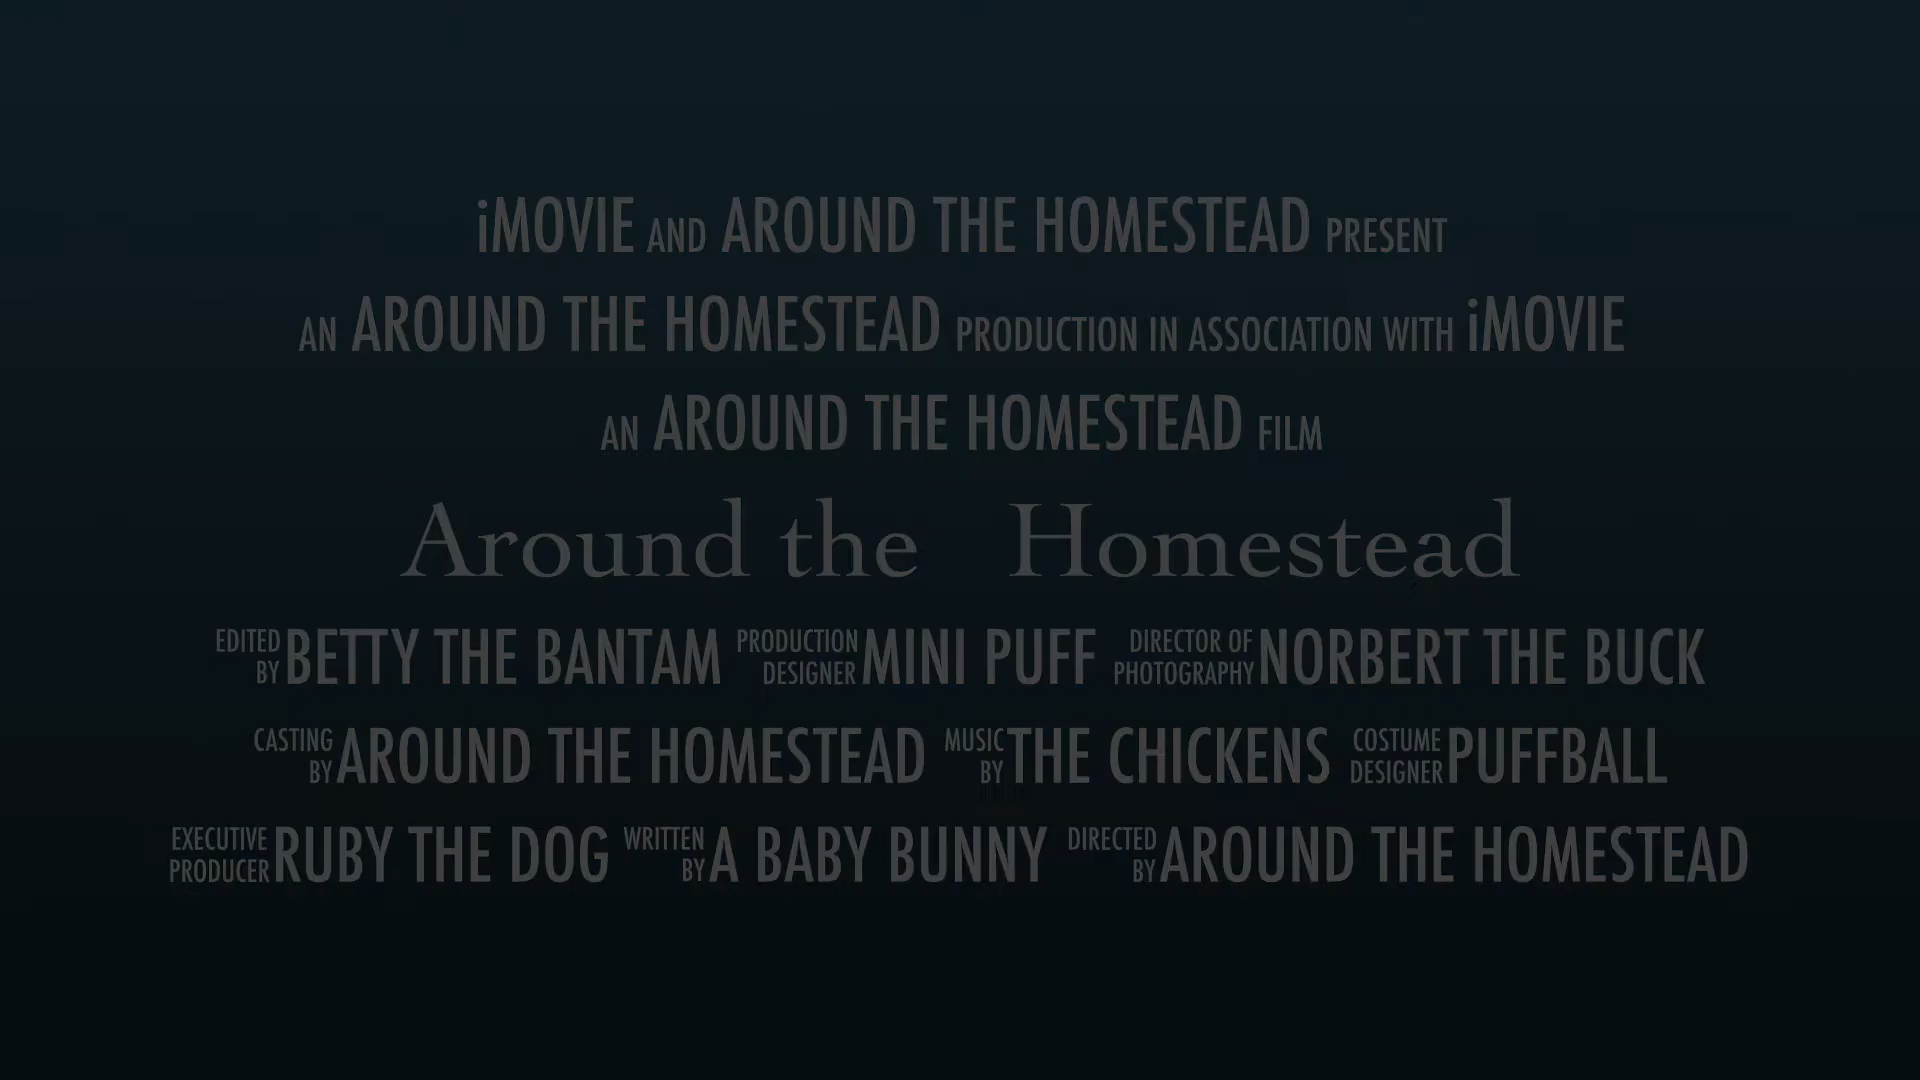 iMOVIE AND AROUND THE HOMESTEAD PRESENT
AN AROUND THE HOMESTEAD PRODUCTION IN ASSOCIATION WITH iMOVIE
AN AROUND THE HOMESTEAD FILM
Around the Homestead
EDITED BY BETTY THE BANTAM PRODUCTION DESIGNER MINI PUFF DIRECTOR OF PHOTOGRAPHY NORBERT THE BUCK
CASTING BY AROUND THE HOMESTEAD MUSIC BY THE CHICKENS COSTUME DESIGNER PUFFBALL
EXECUTIVE PRODUCER RUBY THE DOG WRITTEN BY A BABY BUNNY DIRECTED BY AROUND THE HOMESTEAD